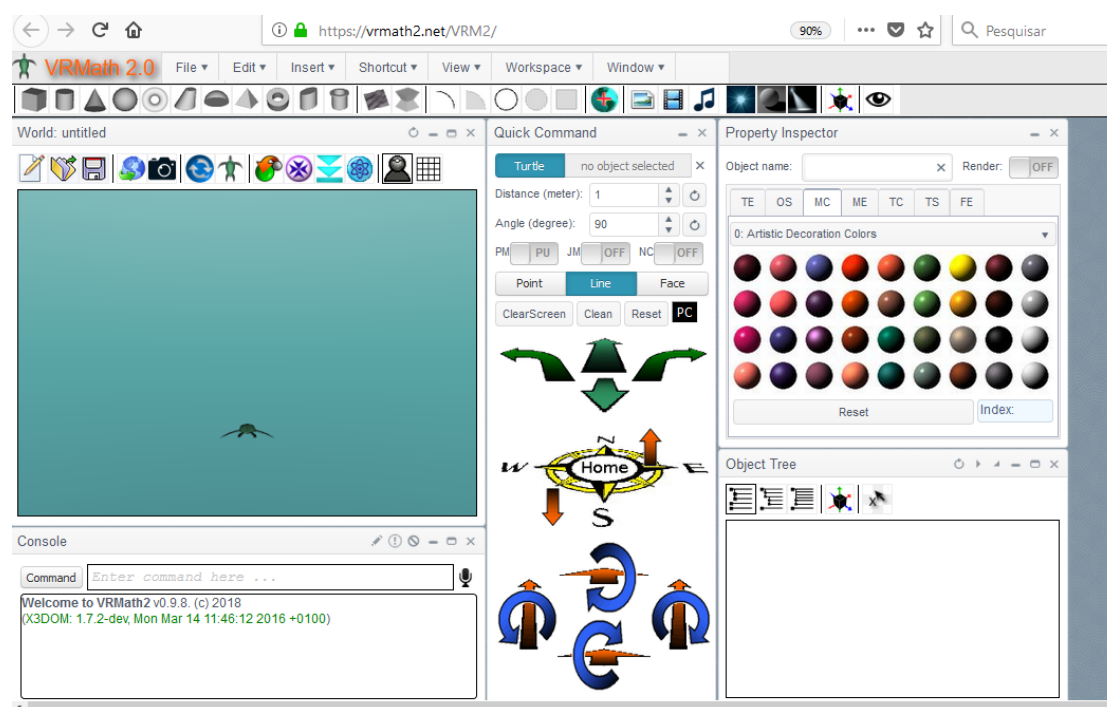 https://vrmath2.net/VRM2/ 90% Pesquisar
VRMath 2.0 File Edit Insert Shortcut View Workspace Window
World: untitled
Quick Command
Turtle no object selected
Distance (meter): 1
Angle (degree): 90
PM PU JM OFF NC OFF
Point Line Face
ClearScreen Clean Reset PC
N
W Home E
S
Property Inspector
Object name: Render: OFF
TE OS MC ME TC TS FE
0: Artistic Decoration Colors
Reset Index:
Object Tree
x
Console
Command Enter command here ...
Welcome to VRMath2 v0.9.8. (c) 2018
(X3DOM: 1.7.2-dev, Mon Mar 14 11:46:12 2016 +0100)